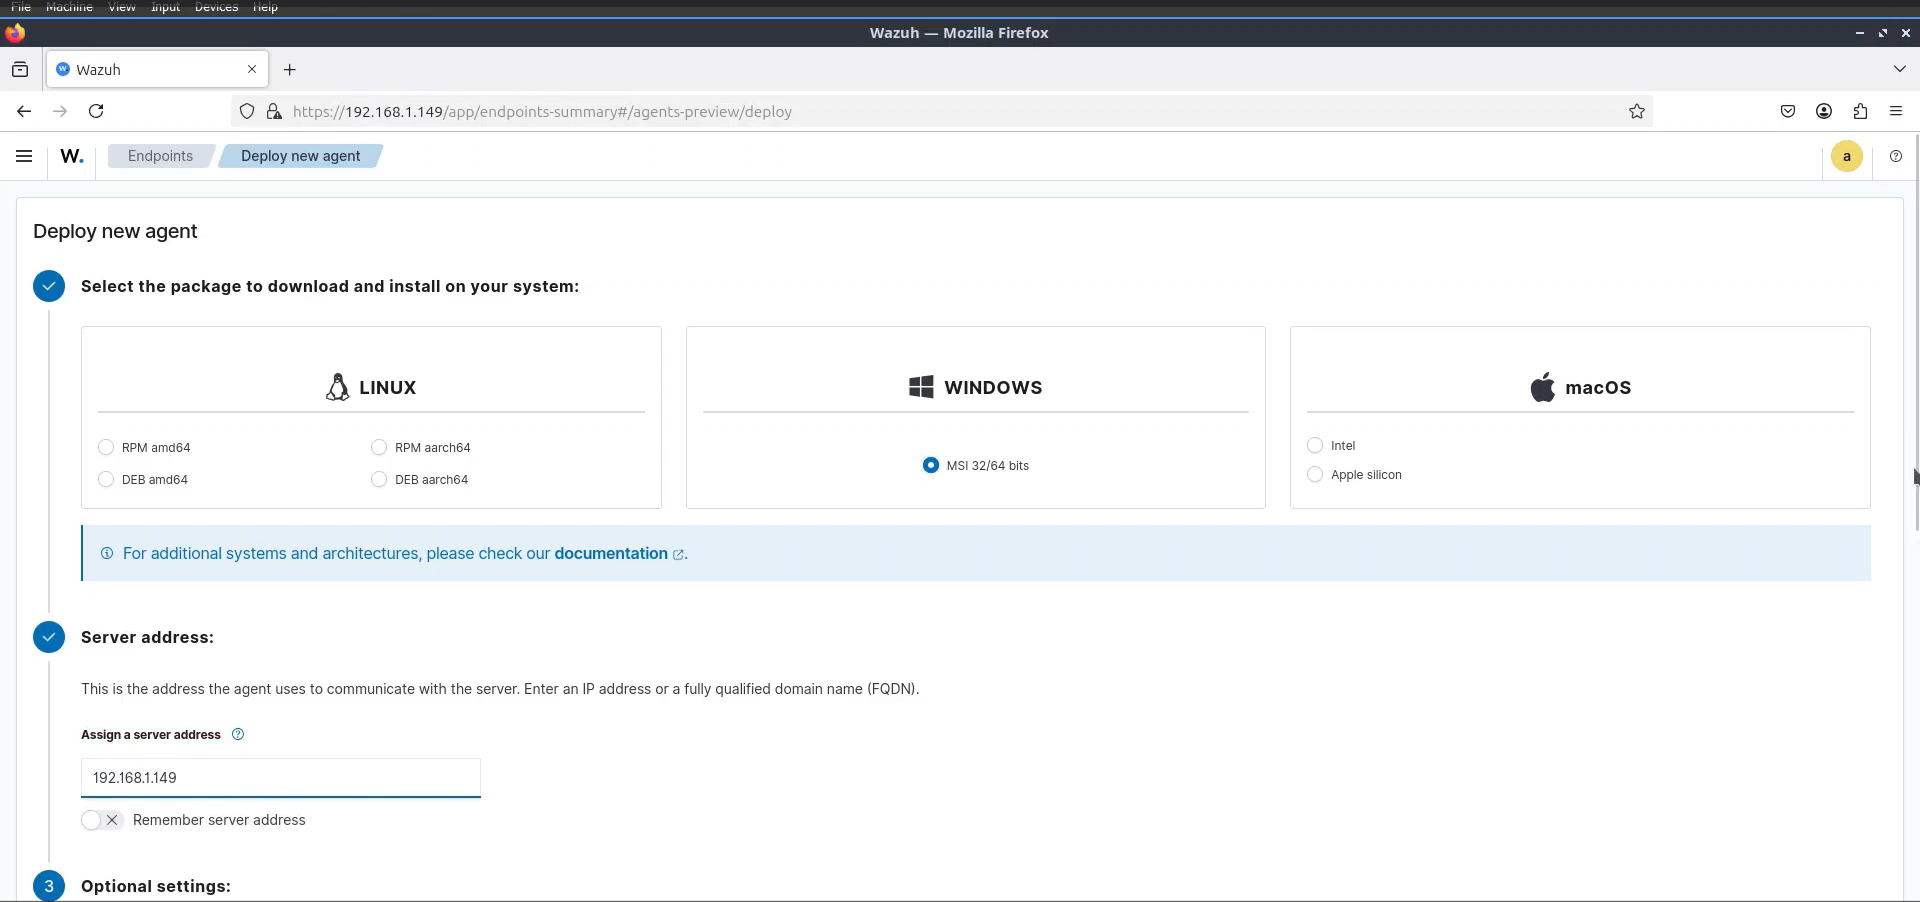 File Machine View Input Devices Help
Wazuh — Mozilla Firefox
Wazuh
https://192.168.1.149/app/endpoints-summary#/agents-preview/deploy
W. Endpoints Deploy new agent a
Deploy new agent
Select the package to download and install on your system:
LINUX WINDOWS macOS
RPM amd64 RPM aarch64 MSI 32/64 bits Intel
DEB amd64 DEB aarch64 Apple silicon
For additional systems and architectures, please check our documentation.
Server address:
This is the address the agent uses to communicate with the server. Enter an IP address or a fully qualified domain name (FQDN).
Assign a server address
192.168.1.149
Remember server address
3 Optional settings: